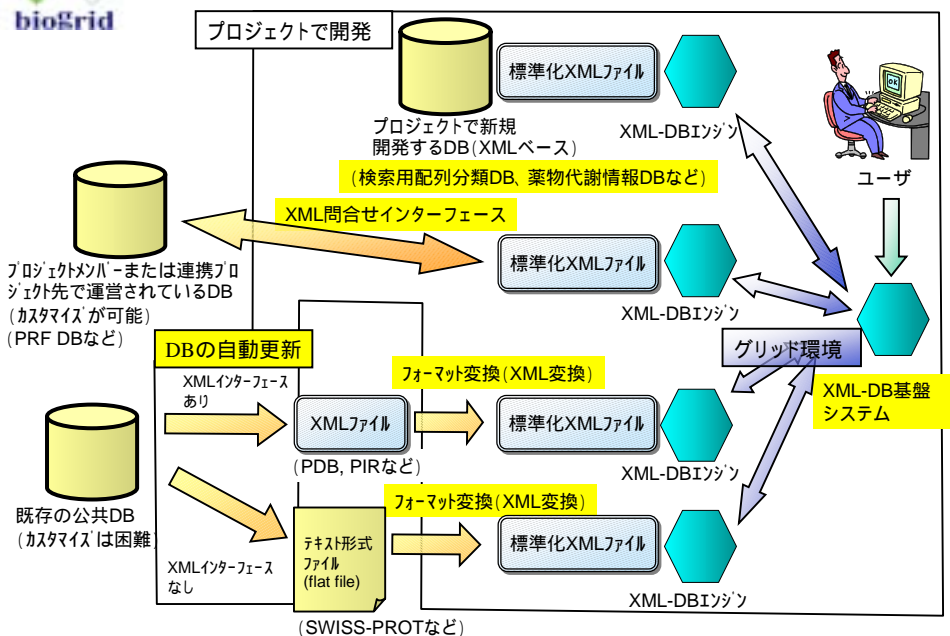 biogrid
プロジェクトで開発
標準化XMLファイル
XML-DBエンジン
プロジェクトで新規
開発するDB(XMLベース)
(検索用配列分類DB、薬物代謝情報DBなど)
OK
ユーザ
XML問合せインターフェース
標準化XMLファイル
XML-DBエンジン
プロジェクトメンバーまたは連携プロ
ジェクト先で運営されているDB
(カスタマイズが可能)
(PRF DBなど)
DBの自動更新
グリッド環境
XML-DB基盤
システム
XMLインターフェース
あり
XMLファイル
(PDB, PIRなど)
フォーマット変換(XML変換)
標準化XMLファイル
XML-DBエンジン
既存の公共DB
(カスタマイズは困難)
XMLインターフェース
なし
テキスト形式
ファイル
(flat file)
(SWISS-PROTなど)
フォーマット変換(XML変換)
標準化XMLファイル
XML-DBエンジン